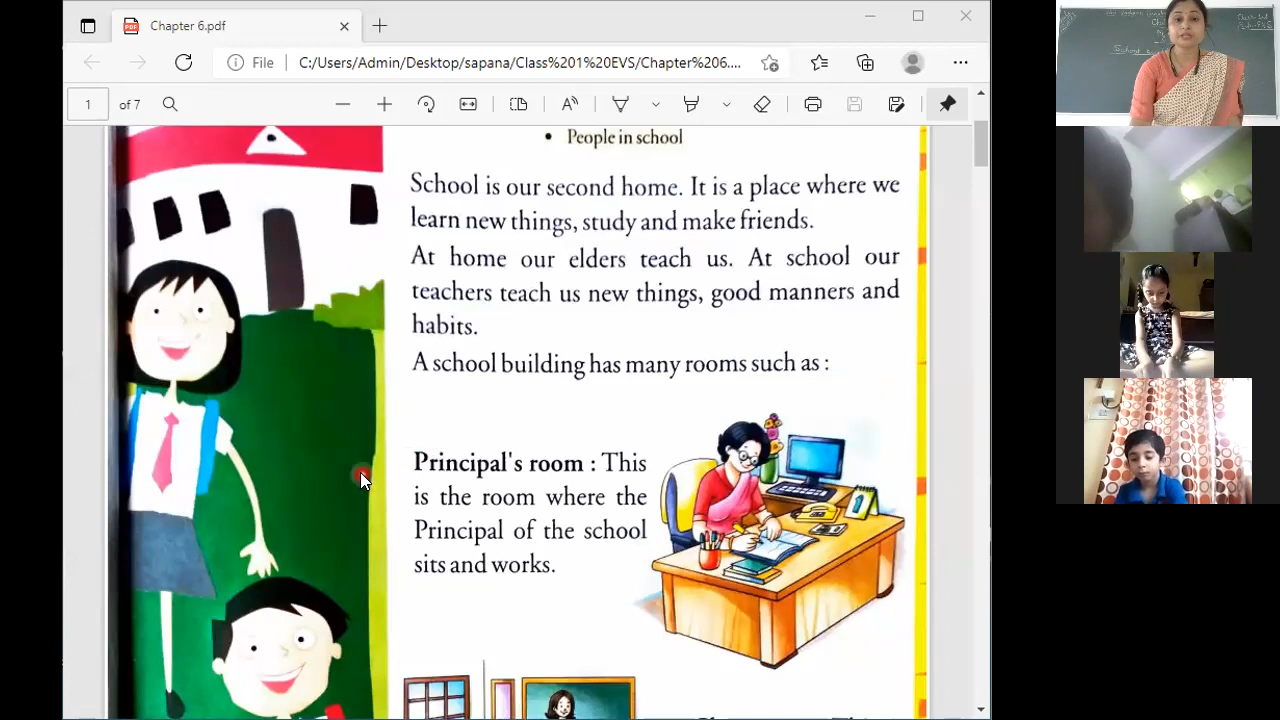 Chapter 6.pdf
File
C:/Users/Admin/Desktop/sapana/Class%201%20EVS/Chapter%206....
1 of 7
• People in school
School is our second home. It is a place where we
learn new things, study and make friends.
At home our elders teach us. At school our
teachers teach us new things, good manners and
habits.
A school building has many rooms such as :
Principal's room : This
is the room where the
Principal of the school
sits and works.